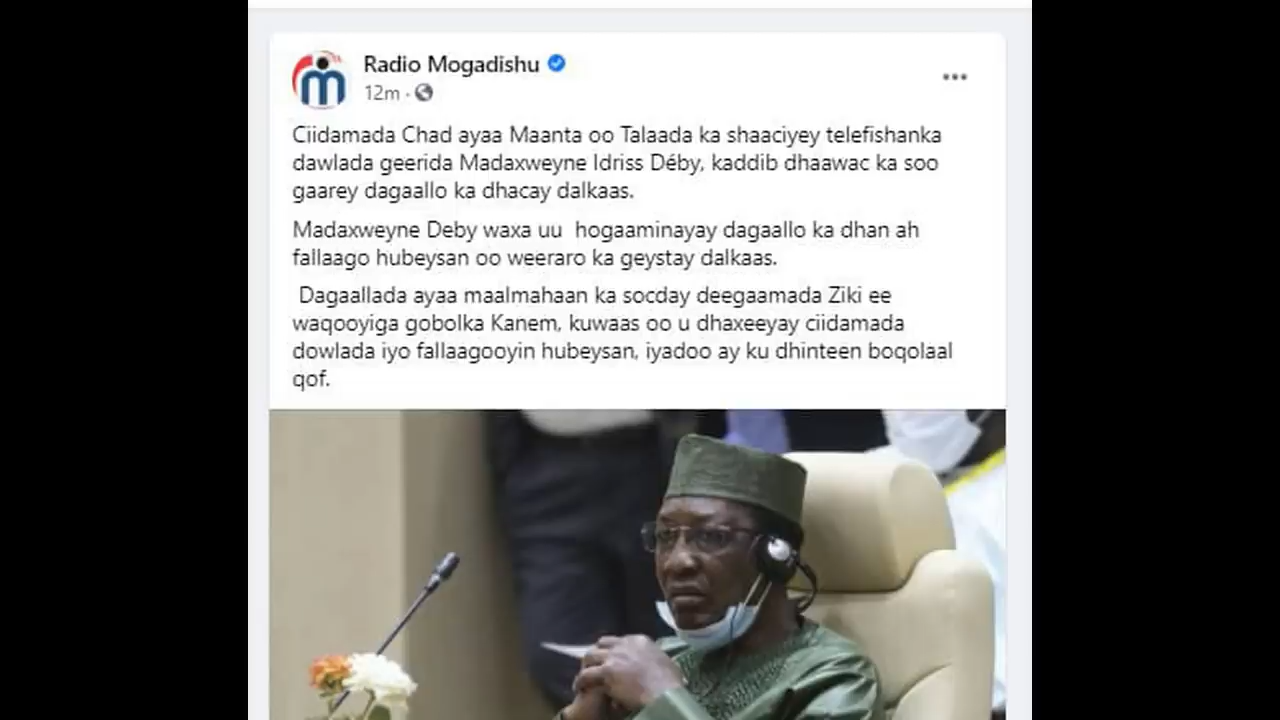 Radio Mogadishu
12m ·
Ciidamada Chad ayaa Maanta oo Talaada ka shaaciyey telefishanka
dawlada geerida Madaxweyne Idriss Déby, kaddib dhaawac ka soo
gaarey dagaallo ka dhacay dalkaas.
Madaxweyne Deby waxa uu hogaaminayay dagaallo ka dhan ah
fallaago hubeysan oo weeraro ka geystay dalkaas.
Dagaallada ayaa maalmahaan ka socday deegaamada Ziki ee
waqooyiga gobolka Kanem, kuwaas oo u dhaxeeyay ciidamada
dowlada iyo fallaagooyin hubeysan, iyadoo ay ku dhinteen boqolaal
qof.